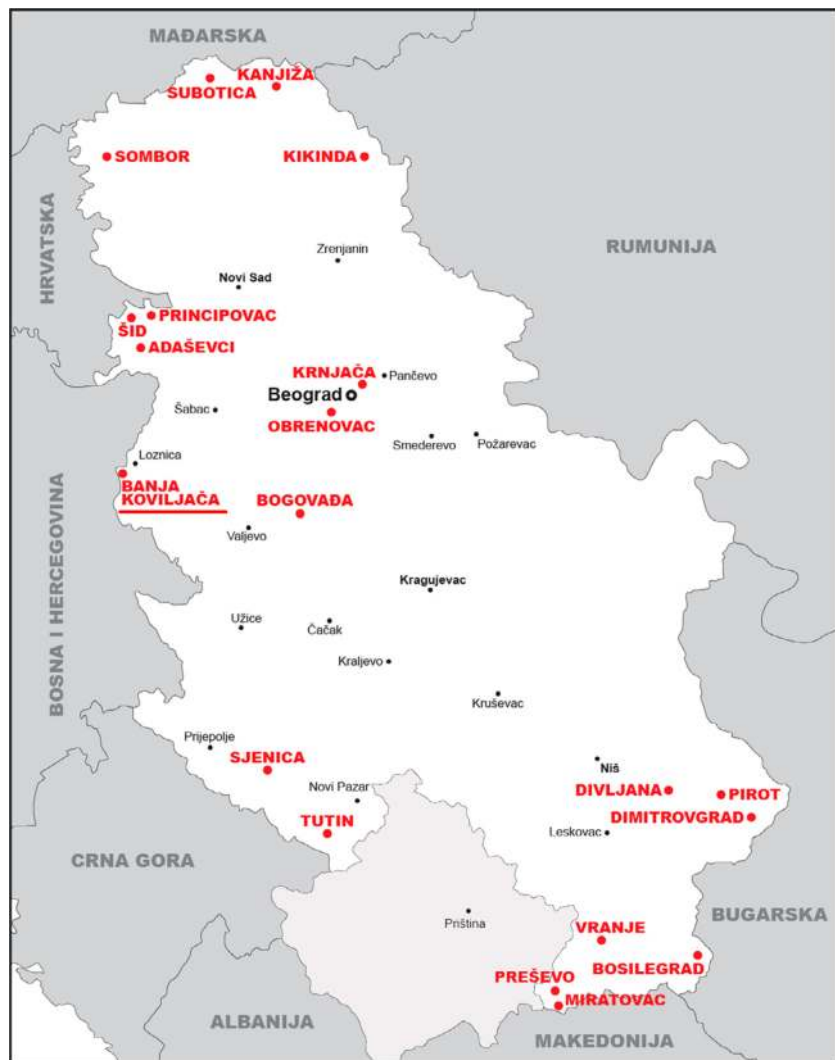 MAĐARSKA
KANJIŽA
SUBOTICA
SOMBOR
KIKINDA
HRVATSKA
RUMUNIJA
Zrenjanin
Novi Sad
PRINCIPOVAC
ŠID
ADAŠEVCI
KRNJAČA
Pančevo
Beograd
Šabac
OBRENOVAC
Smederevo
Požarevac
Loznica
BANJA
KOVILJAČA
BOGOVAĐA
Valjevo
BOSNA I HERCEGOVINA
Kragujevac
Užice
Čačak
Kraljevo
Kruševac
Prijepolje
SJENICA
Niš
Novi Pazar
DIVLJANA
PIROT
TUTIN
DIMITROVGRAD
Leskovac
CRNA GORA
Priština
BUGARSKA
VRANJE
BOSILEGRAD
PREŠEVO
MIRATOVAC
ALBANIJA
MAKEDONIJA